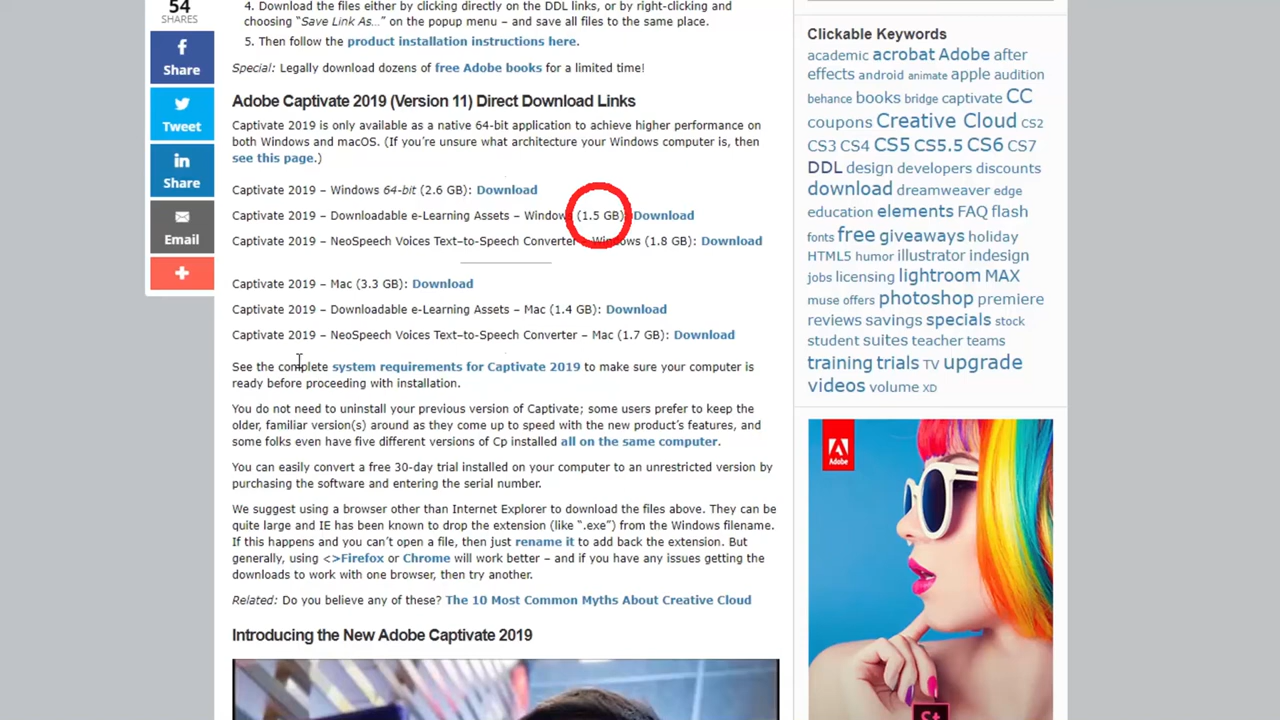 54
SHARES
Share
Tweet
Share
Email
4. Download the files either by clicking directly on the DDL links, or by right-clicking and
choosing “Save Link As…” on the popup menu – and save all files to the same place.
5. Then follow the product installation instructions here.
Special: Legally download dozens of free Adobe books for a limited time!
Adobe Captivate 2019 (Version 11) Direct Download Links
Captivate 2019 is only available as a native 64-bit application to achieve higher performance on
both Windows and macOS. (If you’re unsure what architecture your Windows computer is, then
see this page.)
Captivate 2019 – Windows 64-bit (2.6 GB): Download
Captivate 2019 – Downloadable e-Learning Assets – Windows (1.5 GB): Download
Captivate 2019 – NeoSpeech Voices Text–to-Speech Converter – Windows (1.8 GB): Download
Captivate 2019 – Mac (3.3 GB): Download
Captivate 2019 – Downloadable e-Learning Assets – Mac (1.4 GB): Download
Captivate 2019 – NeoSpeech Voices Text–to-Speech Converter – Mac (1.7 GB): Download
See the complete system requirements for Captivate 2019 to make sure your computer is
ready before proceeding with installation.
You do not need to uninstall your previous version of Captivate; some users prefer to keep the
older, familiar version(s) around as they come up to speed with the new product’s features, and
some folks even have five different versions of Cp installed all on the same computer.
You can easily convert a free 30-day trial installed on your computer to an unrestricted version by
purchasing the software and entering the serial number.
We suggest using a browser other than Internet Explorer to download the files above. They can be
quite large and IE has been known to drop the extension (like “.exe”) from the Windows filename.
If this happens and you can’t open a file, then just rename it to add back the extension. But
generally, using <>Firefox or Chrome will work better – and if you have any issues getting the
downloads to work with one browser, then try another.
Related: Do you believe any of these? The 10 Most Common Myths About Creative Cloud
Introducing the New Adobe Captivate 2019
Clickable Keywords
academic acrobat Adobe after
effects android animate apple audition
behance books bridge captivate CC
coupons Creative Cloud CS2
CS3 CS4 CS5 CS5.5 CS6 CS7
DDL design developers discounts
download dreamweaver edge
education elements FAQ flash
fonts free giveaways holiday
HTML5 humor illustrator indesign
jobs licensing lightroom MAX
muse offers photoshop premiere
reviews savings specials stock
student suites teacher teams
training trials TV upgrade
videos volume XD
Adobe
St